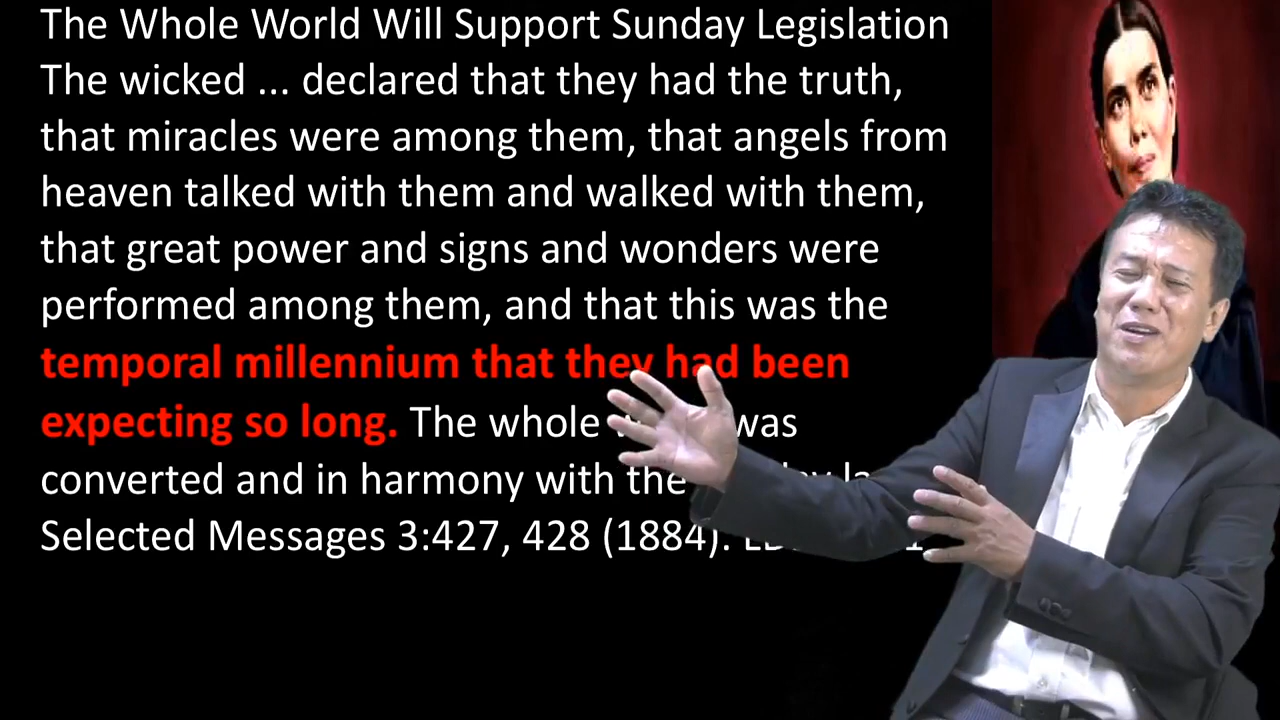 The Whole World Will Support Sunday Legislation
The wicked ... declared that they had the truth,
that miracles were among them, that angels from
heaven talked with them and walked with them,
that great power and signs and wonders were
performed among them, and that this was the
temporal millennium that they had been
expecting so long. The whole was
converted and in harmony with the
Selected Messages 3:427, 428 (1884).